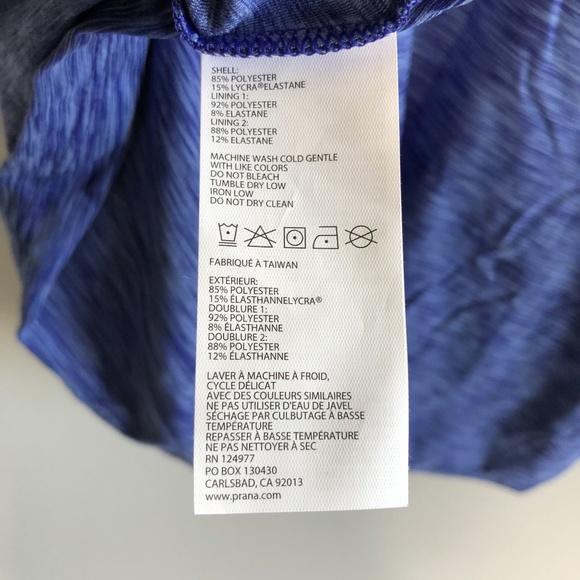 SHELL:
85% POLYESTER
15% LYCRA®ELASTANE
LINING 1:
92% POLYESTER
8% ELASTANE
LINING 2:
88% POLYESTER
12% ELASTANE
MACHINE WASH COLD GENTLE
WITH LIKE COLORS
DO NOT BLEACH
TUMBLE DRY LOW
IRON LOW
DO NOT DRY CLEAN
FABRIQUÉ À TAIWAN
EXTÉRIEUR:
85% POLYESTER
15% ÉLASTHANNELYCRA®
DOUBLURE 1:
92% POLYESTER
8% ÉLASTHANNE
DOUBLURE 2:
88% POLYESTER
12% ÉLASTHANNE
LAVER À MACHINE À FROID,
CYCLE DÉLICAT
AVEC DES COULEURS SIMILAIRES
NE PAS UTILISER D'EAU DE JAVEL
SÉCHAGE PAR CULBUTAGE À BASSE
TEMPÉRATURE
REPASSER À BASSE TEMPÉRATURE
NE PAS NETTOYER À SEC
RN 124977
PO BOX 130430
CARLSBAD, CA 92013
www.prana.com